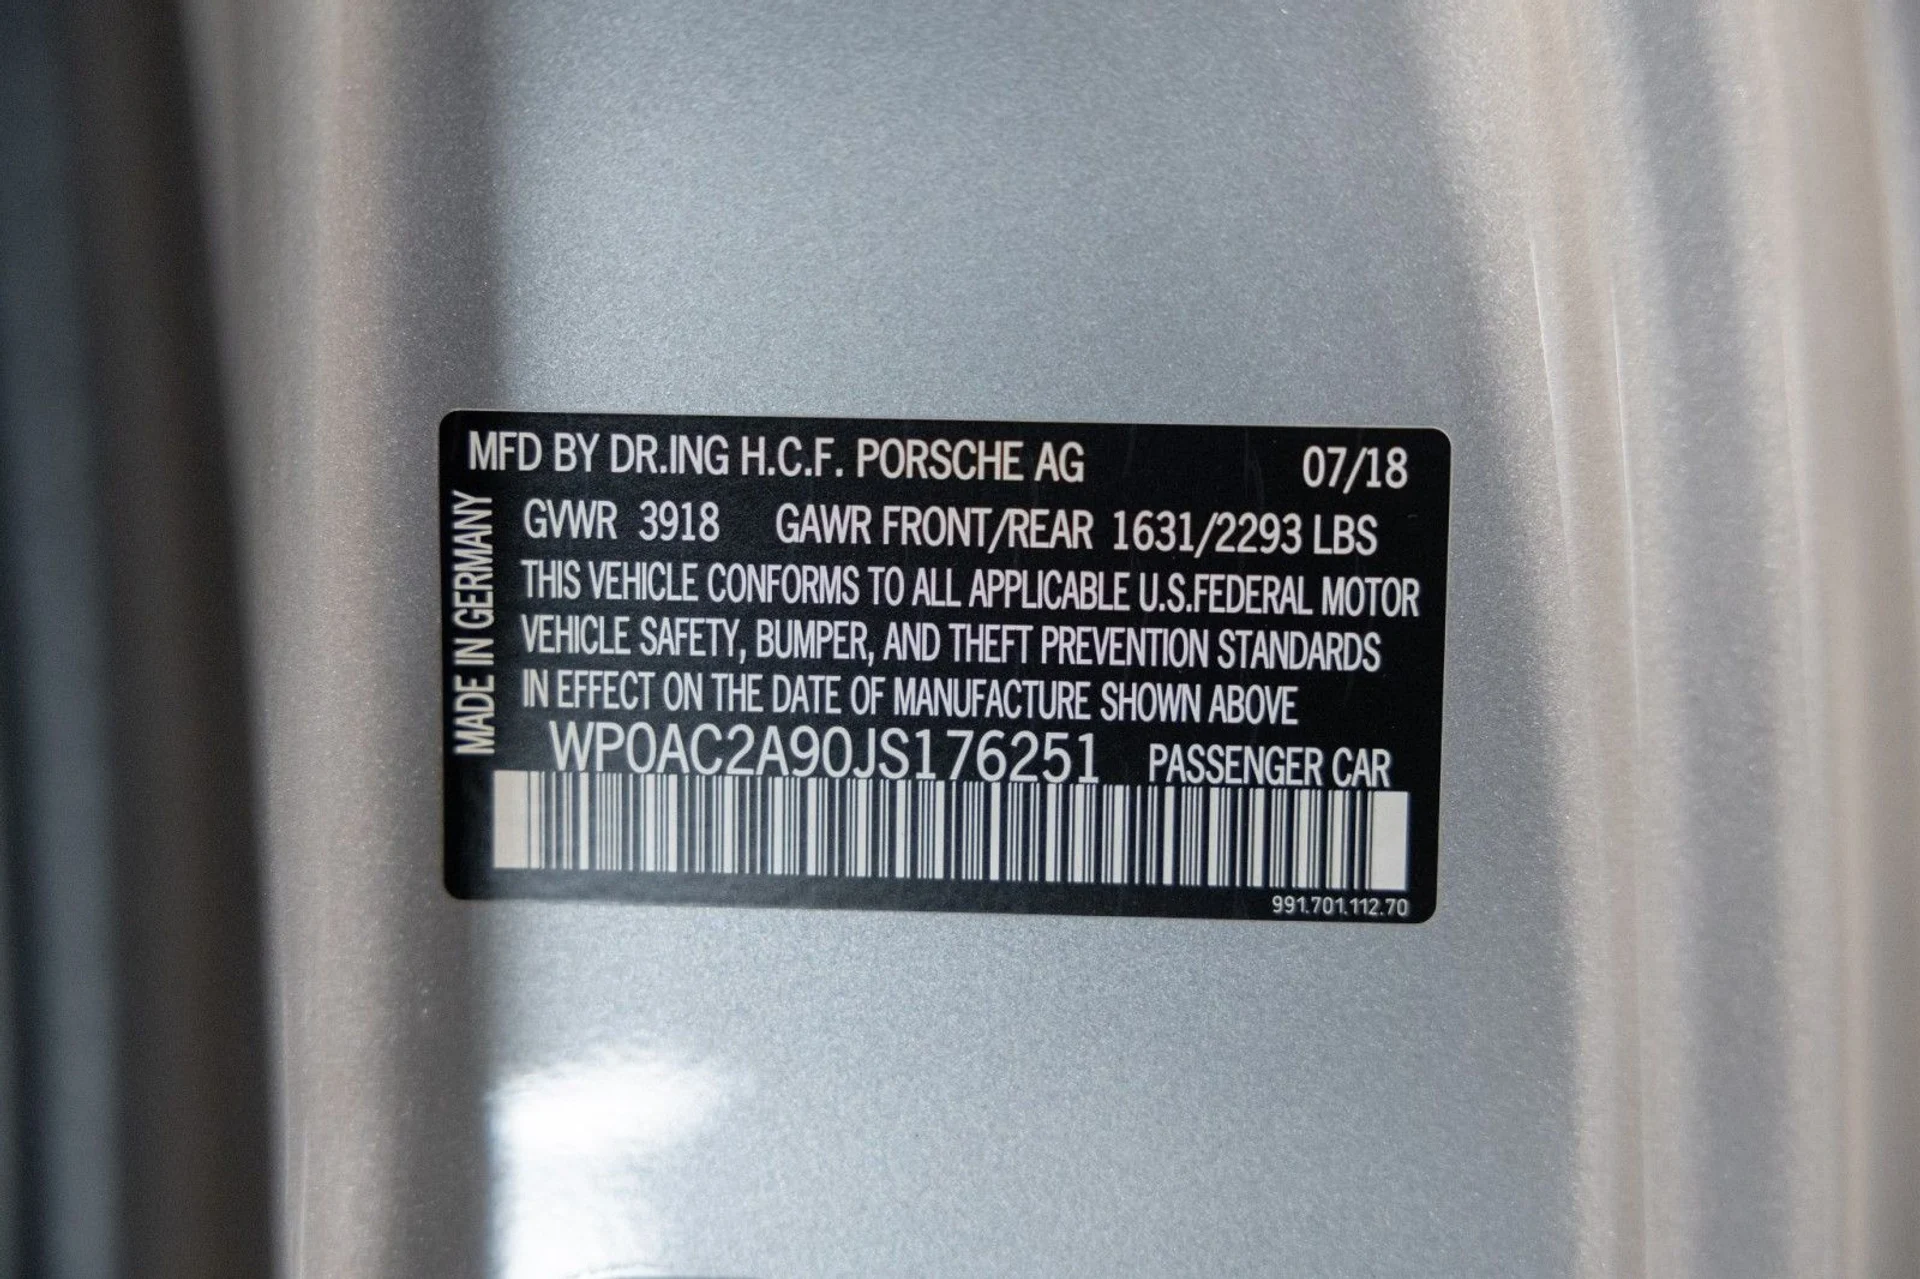 MFD BY DR.ING H.C.F. PORSCHE AG 07/18
MADE IN GERMANY
GVWR 3918 GAWR FRONT/REAR 1631/2293 LBS
THIS VEHICLE CONFORMS TO ALL APPLICABLE U.S.FEDERAL MOTOR
VEHICLE SAFETY, BUMPER, AND THEFT PREVENTION STANDARDS
IN EFFECT ON THE DATE OF MANUFACTURE SHOWN ABOVE
WP0AC2A90JS176251 PASSENGER CAR
991.701.112.70